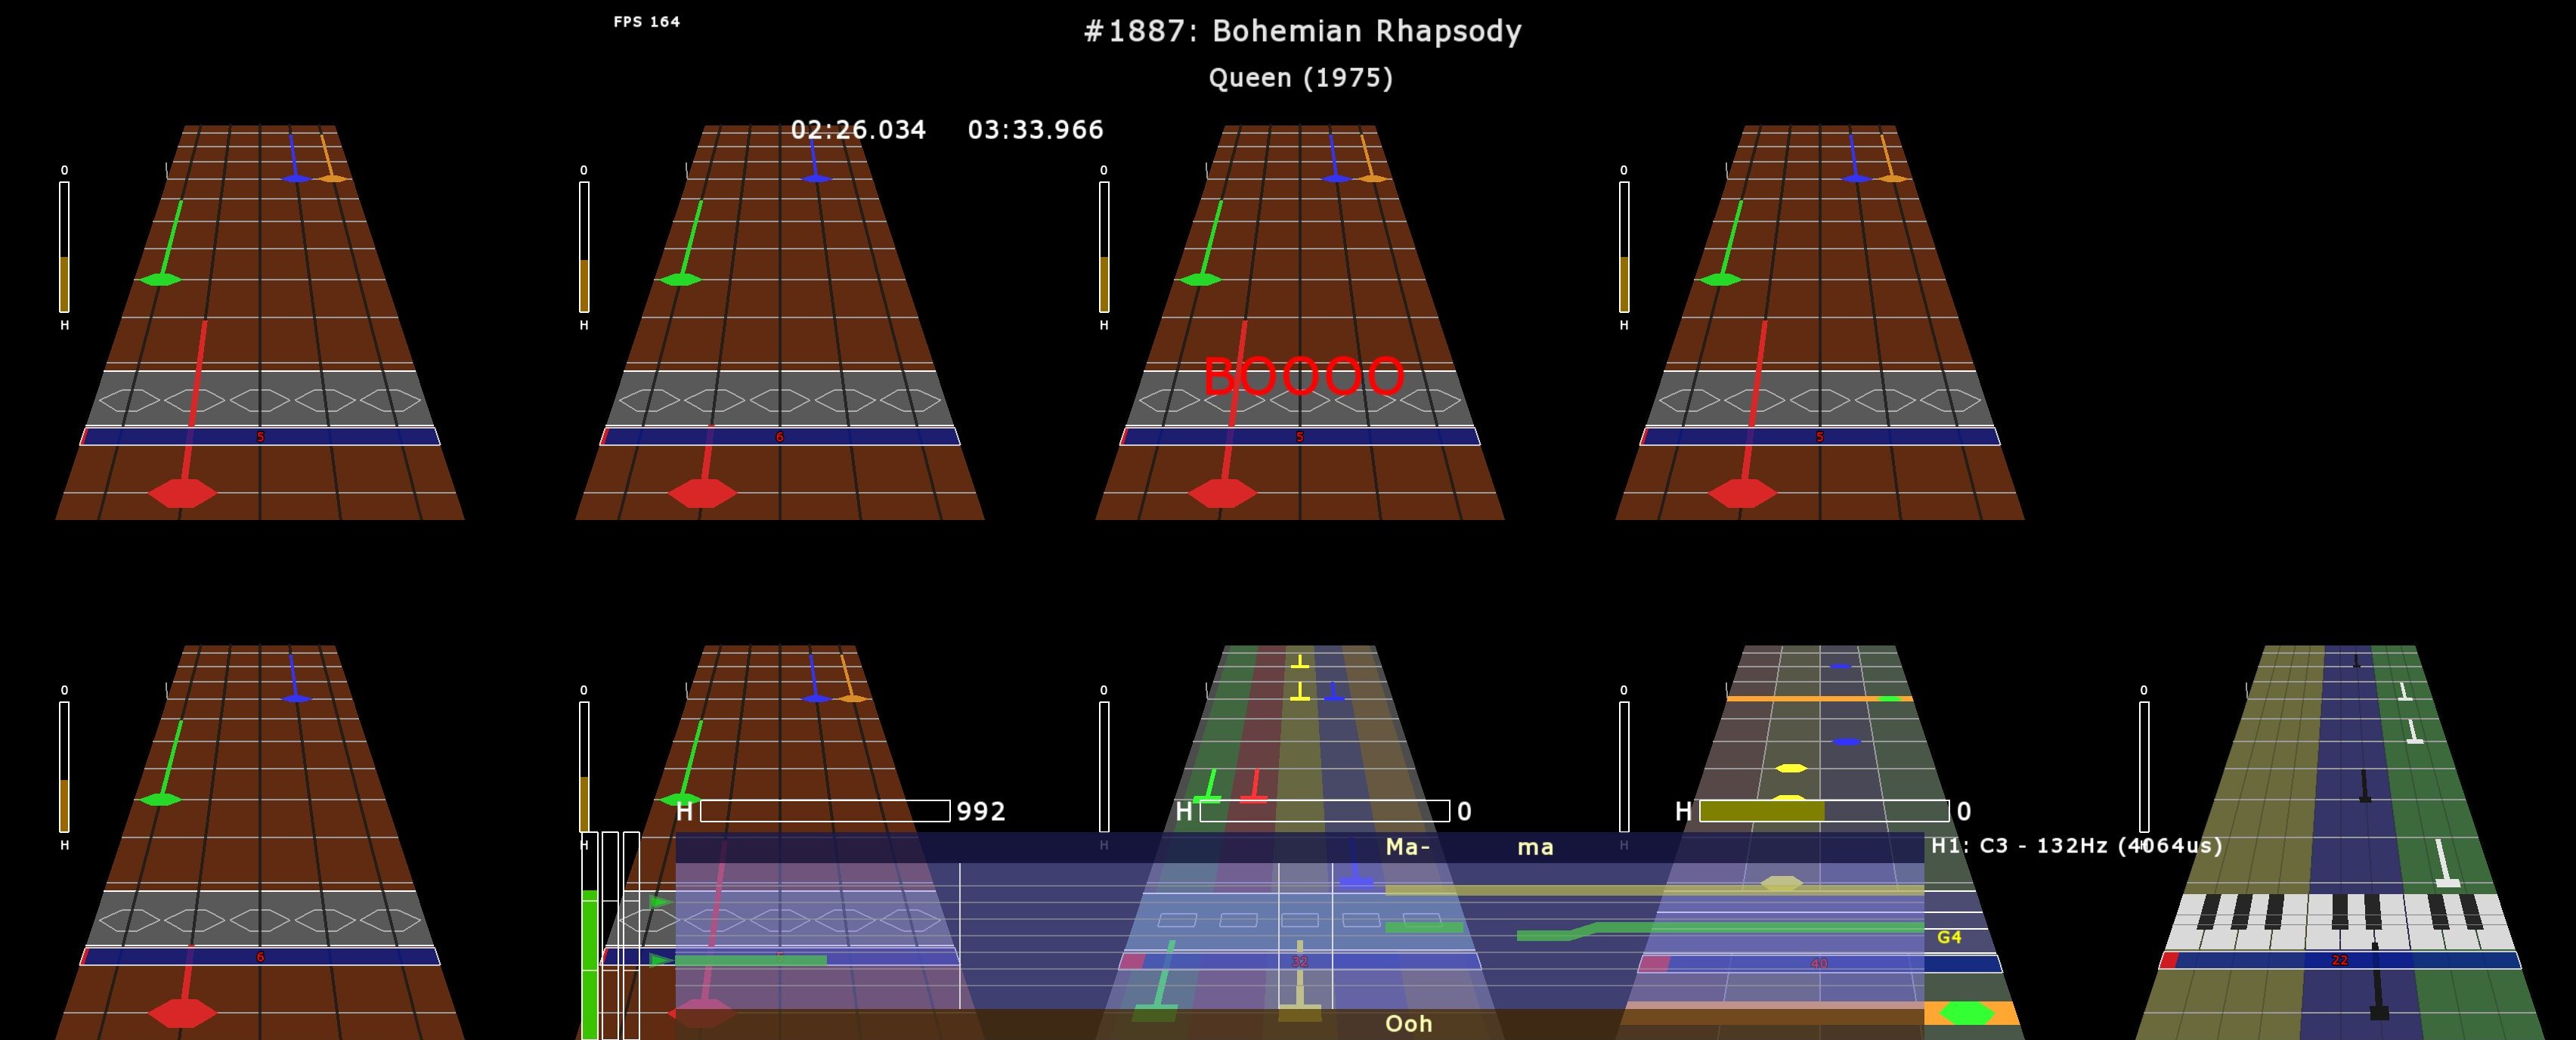 FPS 164
#1887: Bohemian Rhapsody
Queen (1975)
02:26.034 03:33.966
0 0 0 0
H H H H
BOOOO
5 6 5 5
0 0 0 0 0
H 992 H 0 H 0
H H H H
Ma- ma
H1: C3 - 132Hz (4064us)
G4
6 32 40 22
Ooh